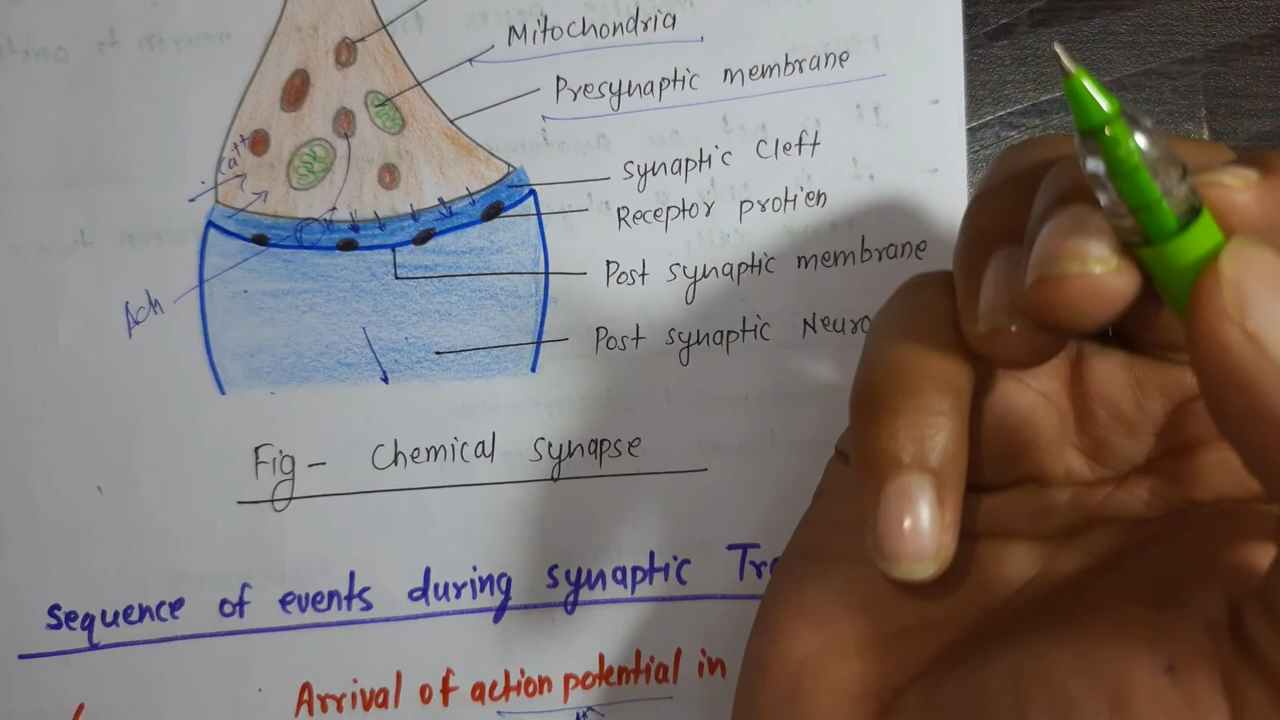 Mitochondria
Presynaptic membrane
Synaptic Cleft
Receptor protien
Post synaptic membrane
Post synaptic Neuro
Ca++
Ach
Fig- Chemical synapse
sequence of events during synaptic Tr
Arrival of action potential in